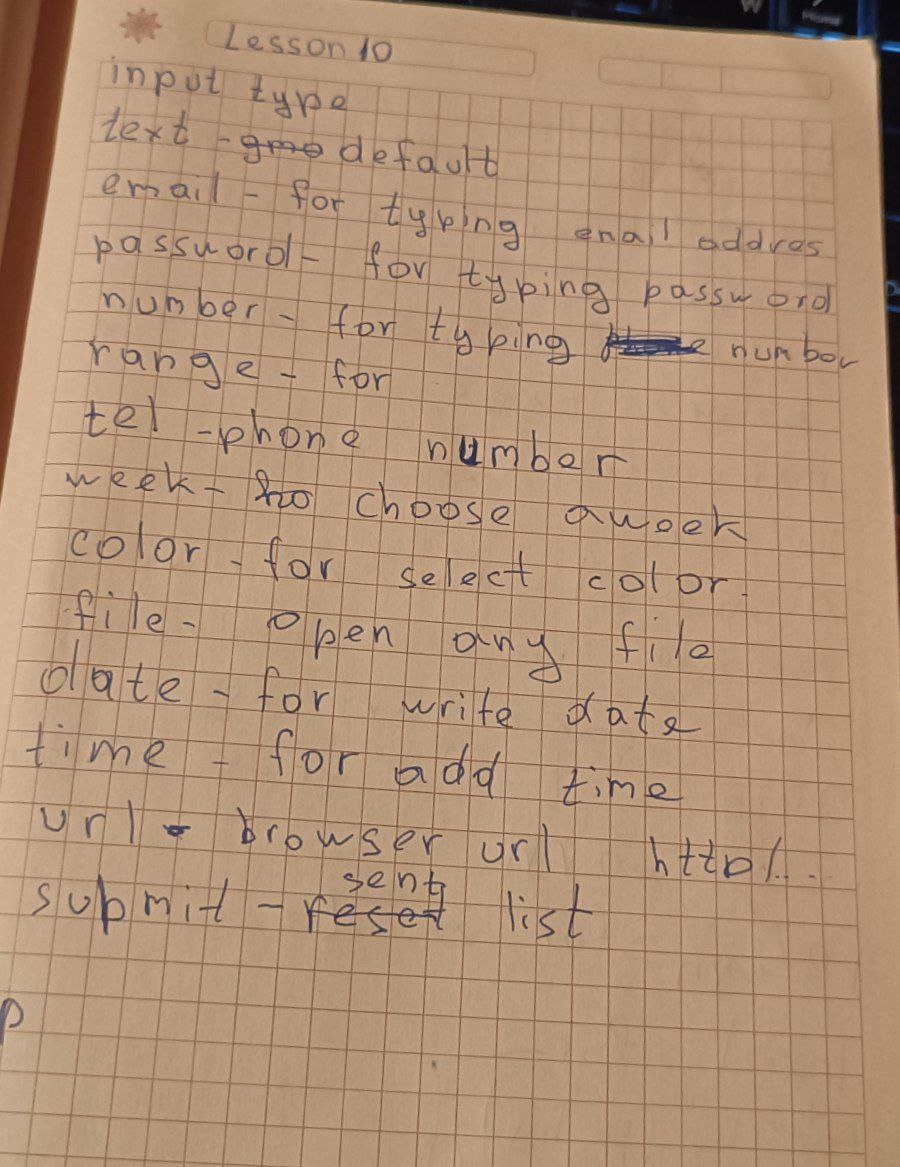 Lesson 10
input type
text - default
email - for typing enail addres
password - for typing password
number - for typing number
range - for
tel - phone number
week - choose a week
color - for select color.
file - open any file
date - for write date
time - for add time
url - browser url http/...
sent
submit - reset list
p